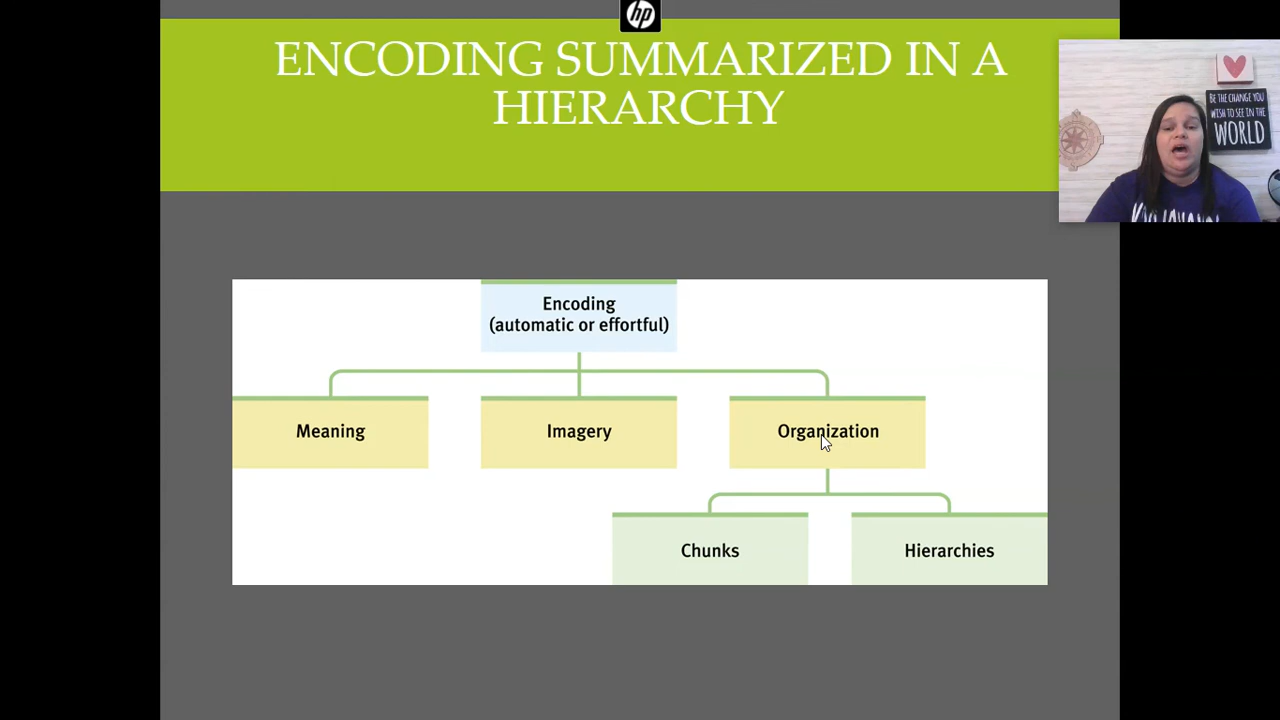 hp
ENCODING SUMMARIZED IN A
HIERARCHY
BE THE CHANGE YOU
WISH TO SEE IN THE
WORLD
Encoding
(automatic or effortful)
Meaning
Imagery
Organization
Chunks
Hierarchies